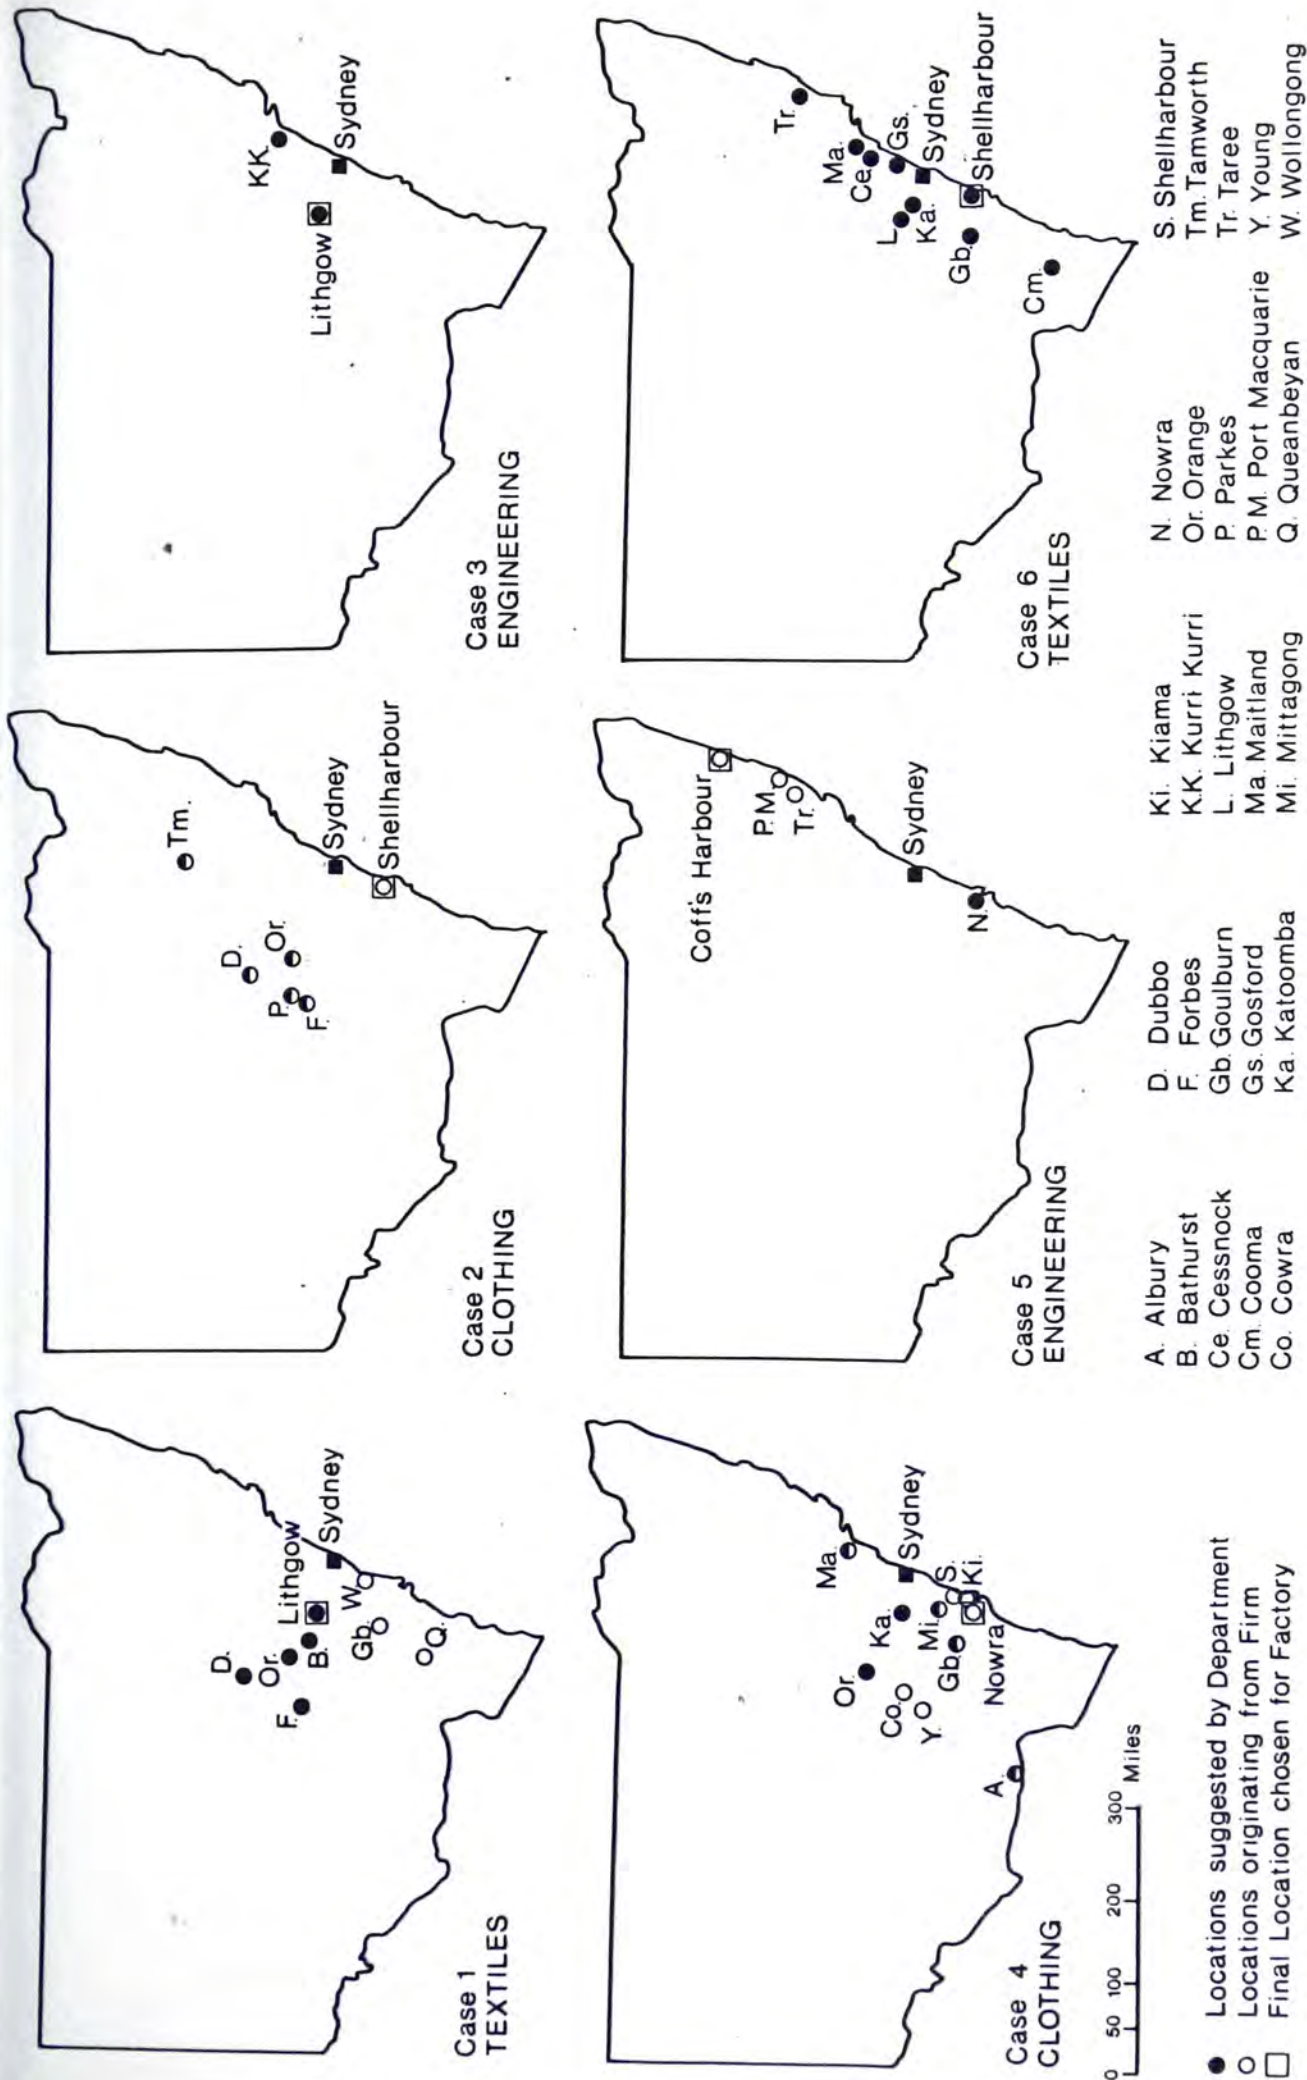 Lithgow
Sydney
D.
Or.
B.
F.
W.
Gb.
Q.
Case 1
TEXTILES
Tm.
D.
Or.
P.
F.
Sydney
Shellharbour
Case 2
CLOTHING
KK.
Lithgow
Sydney
Case 3
ENGINEERING
Ma.
Sydney
Ka.
Or.
Mi.
S.
Ki.
Co.
Y.
Gb.
Nowra
A.
Case 4
CLOTHING
0 50 100 200 300
Miles
Coffs Harbour
P.M.
Tr.
Sydney
N.
Case 5
ENGINEERING
Tr.
Ma.
Ce.
Gs.
L
Ka.
Sydney
Shellharbour
Gb.
Cm.
Case 6
TEXTILES
Locations suggested by Department
Locations originating from Firm
Final Location chosen for Factory
A. Albury
B. Bathurst
Ce. Cessnock
Cm. Cooma
Co. Cowra
D. Dubbo
F. Forbes
Gb. Goulburn
Gs. Gosford
Ka. Katoomba
Ki. Kiama
K.K. Kurri Kurri
L. Lithgow
Ma. Maitland
Mi. Mittagong
N. Nowra
Or. Orange
P. Parkes
P.M. Port Macquarie
Q. Queanbeyan
S. Shellharbour
Tm. Tamworth
Tr. Taree
Y. Young
W. Wollongong